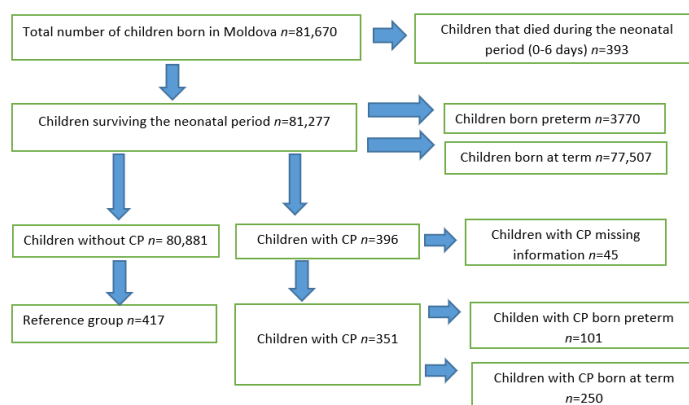 Total number of children born in Moldova n=81,670
Children that died during the neonatal
period (0-6 days) n=393
Children surviving the neonatal period n=81,277
Children born preterm n=3770
Children born at term n=77,507
Children without CP n= 80,881
Children with CP n=396
Children with CP missing
information n=45
Reference group n=417
Children with CP n=351
Childen with CP born preterm
n=101
Children with CP born at term
n=250